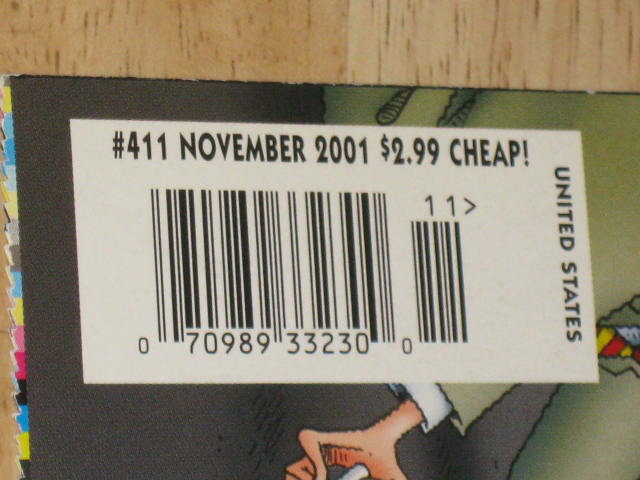 #411 NOVEMBER 2001 $2.99 CHEAP!
11>
UNITED STATES
0 70989 33230 0